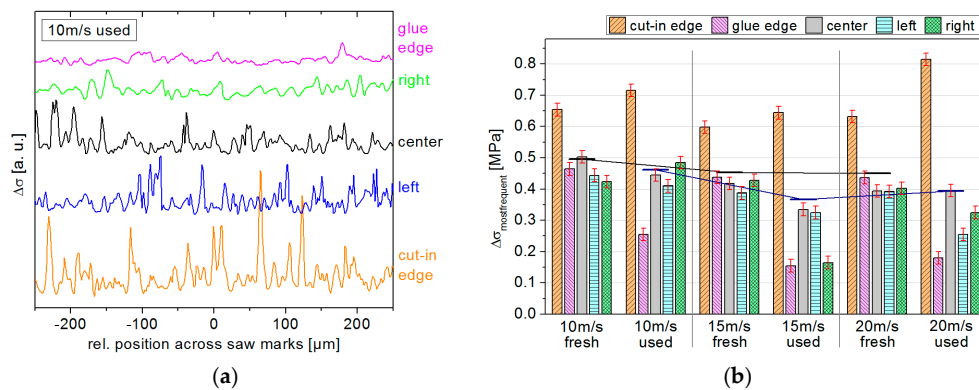 (a)
10m/s used
glue
edge
right
center
left
cut-in
edge
Δσ [a. u.]
-200 -100 0 100 200
rel. position across saw marks [µm]
(b)
cut-in edge glue edge center left right
Δσmostfrequent [MPa]
0.8
0.7
0.6
0.5
0.4
0.3
0.2
0.1
0.0
10m/s 10m/s 15m/s 15m/s 20m/s 20m/s
fresh used fresh used fresh used
(a) (b)